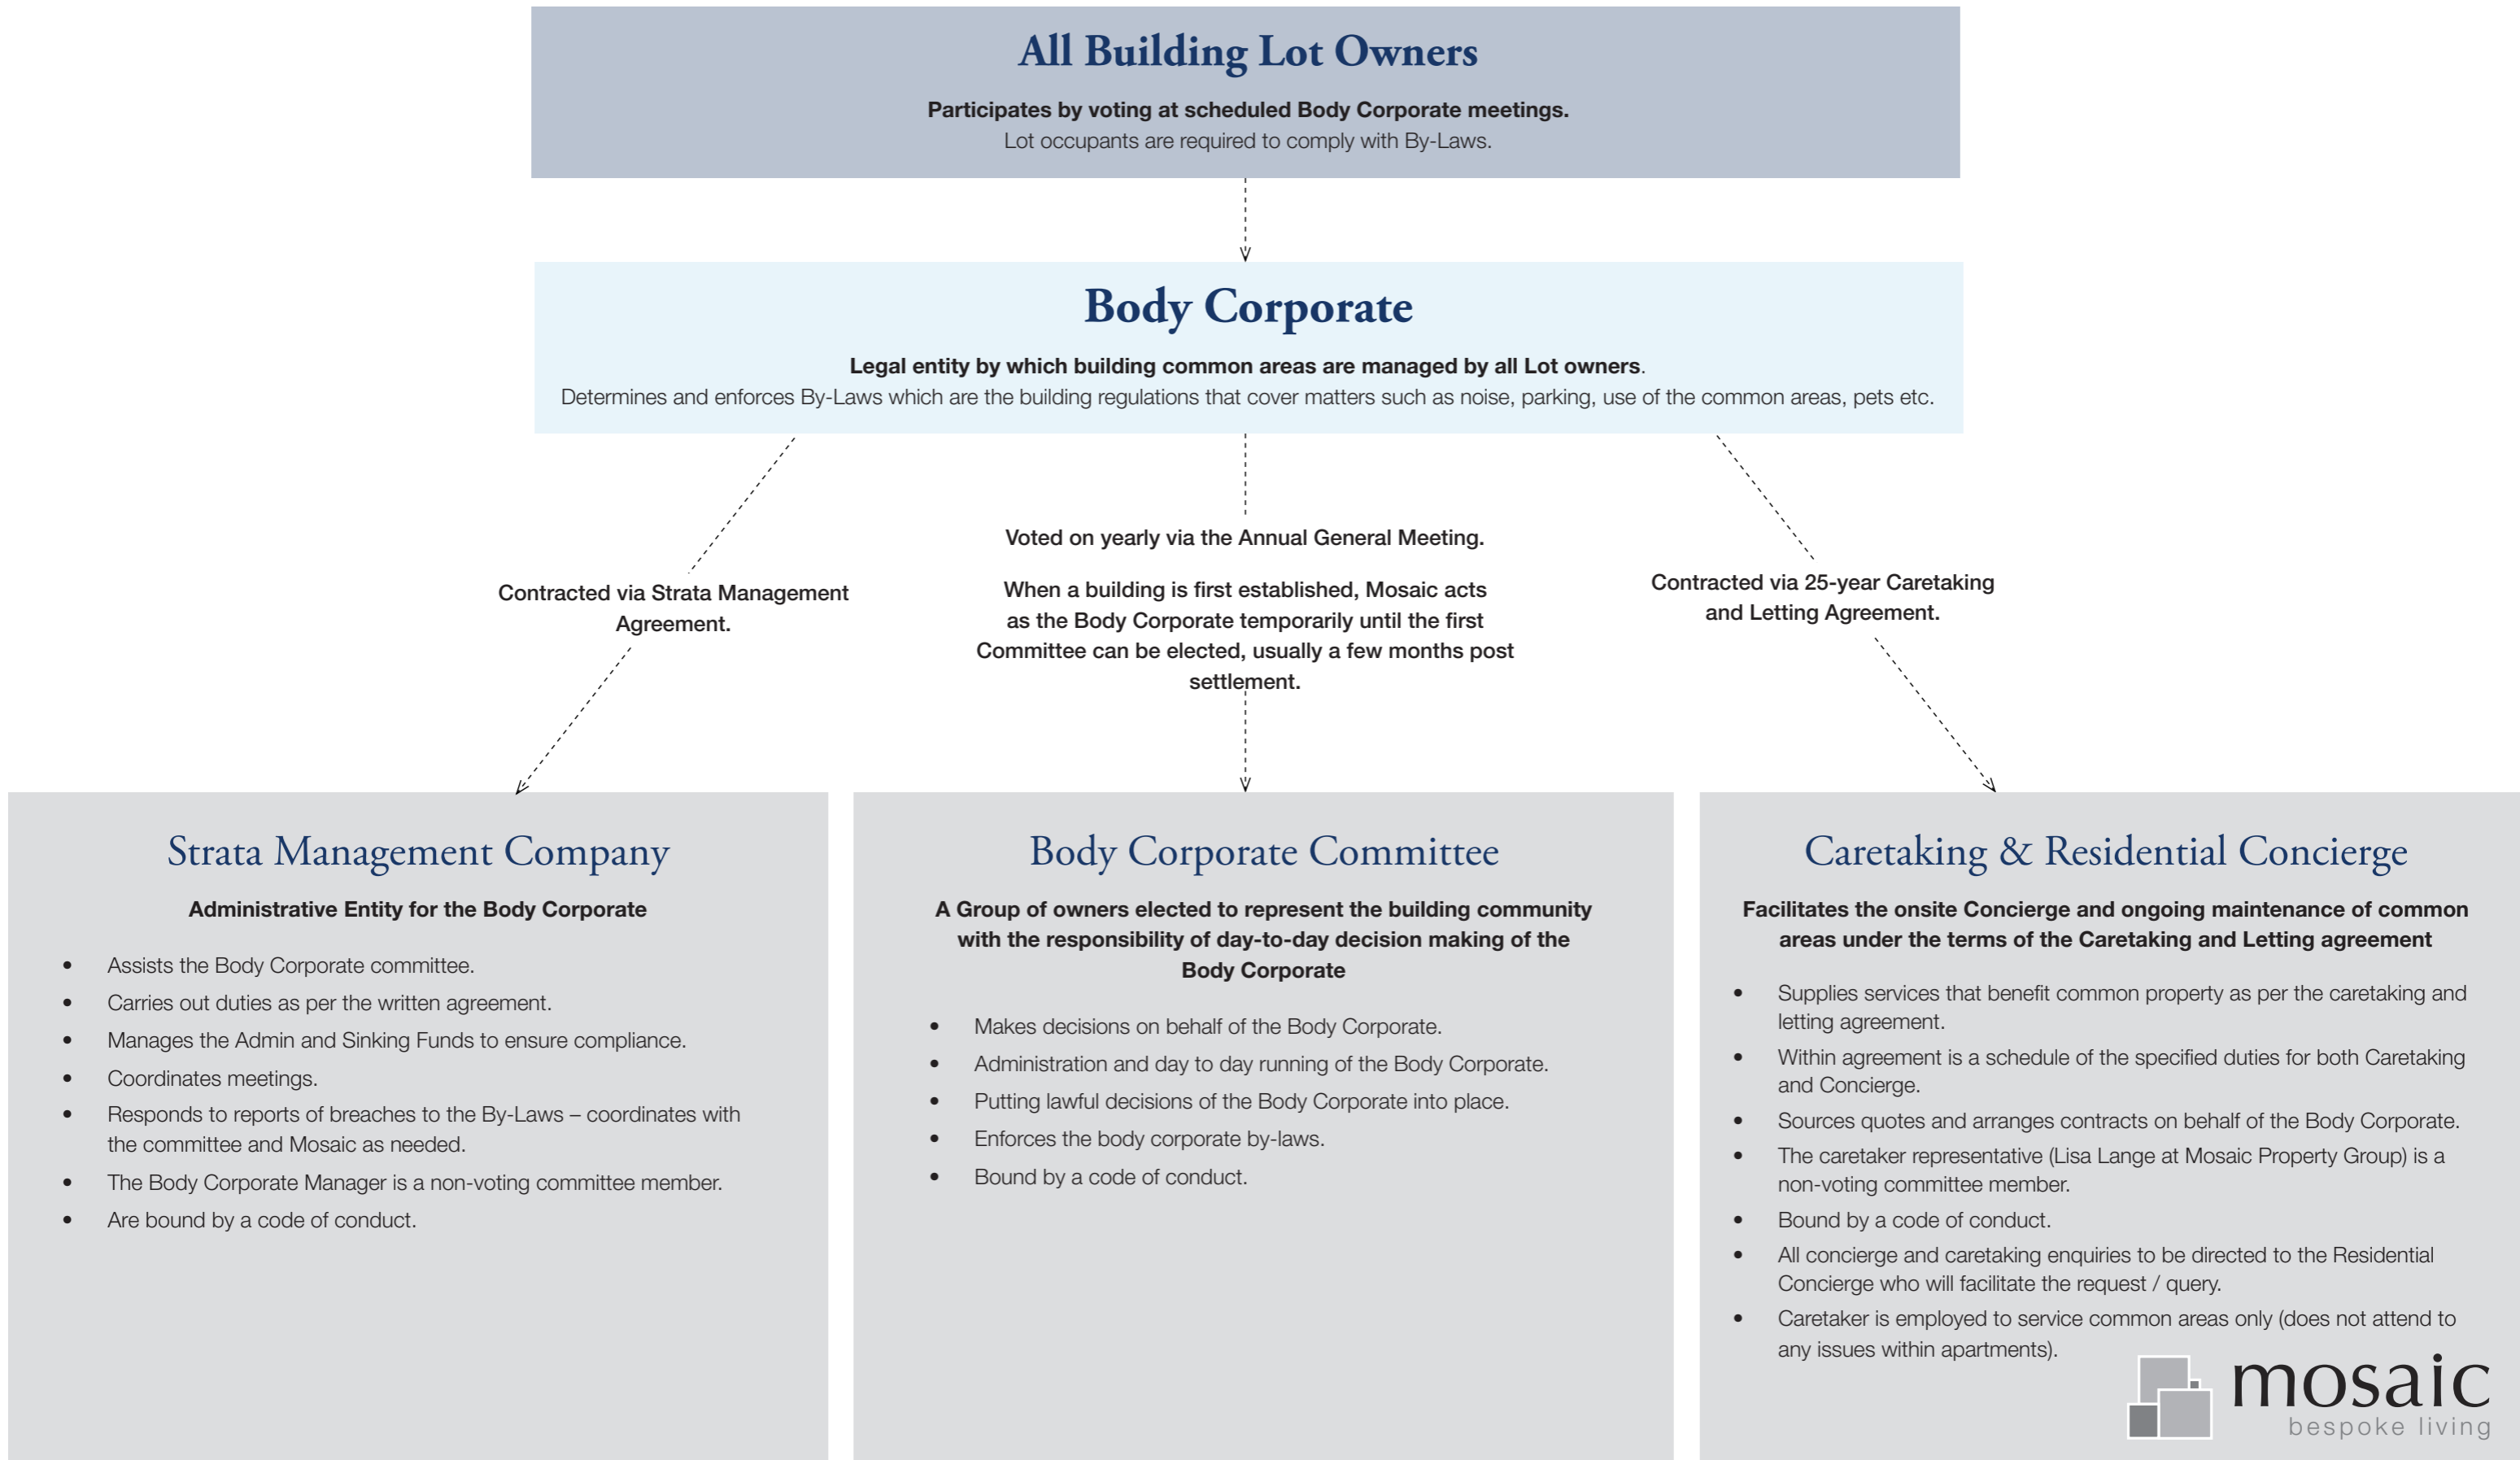 All Building Lot Owners
Participates by voting at scheduled Body Corporate meetings.
Lot occupants are required to comply with By-Laws.
Body Corporate
Legal entity by which building common areas are managed by all Lot owners.
Determines and enforces By-Laws which are the building regulations that cover matters such as noise, parking, use of the common areas, pets etc.
Contracted via Strata Management
Agreement.
Voted on yearly via the Annual General Meeting.
When a building is first established, Mosaic acts
as the Body Corporate temporarily until the first
Committee can be elected, usually a few months post
settlement.
Contracted via 25-year Caretaking
and Letting Agreement.
Strata Management Company
Administrative Entity for the Body Corporate
• Assists the Body Corporate committee.
• Carries out duties as per the written agreement.
• Manages the Admin and Sinking Funds to ensure compliance.
• Coordinates meetings.
• Responds to reports of breaches to the By-Laws – coordinates with
the committee and Mosaic as needed.
• The Body Corporate Manager is a non-voting committee member.
• Are bound by a code of conduct.
Body Corporate Committee
A Group of owners elected to represent the building community
with the responsibility of day-to-day decision making of the
Body Corporate
• Makes decisions on behalf of the Body Corporate.
• Administration and day to day running of the Body Corporate.
• Putting lawful decisions of the Body Corporate into place.
• Enforces the body corporate by-laws.
• Bound by a code of conduct.
Caretaking & Residential Concierge
Facilitates the onsite Concierge and ongoing maintenance of common
areas under the terms of the Caretaking and Letting agreement
• Supplies services that benefit common property as per the caretaking and
letting agreement.
• Within agreement is a schedule of the specified duties for both Caretaking
and Concierge.
• Sources quotes and arranges contracts on behalf of the Body Corporate.
• The caretaker representative (Lisa Lange at Mosaic Property Group) is a
non-voting committee member.
• Bound by a code of conduct.
• All concierge and caretaking enquiries to be directed to the Residential
Concierge who will facilitate the request / query.
• Caretaker is employed to service common areas only (does not attend to
any issues within apartments).
mosaic
bespoke living